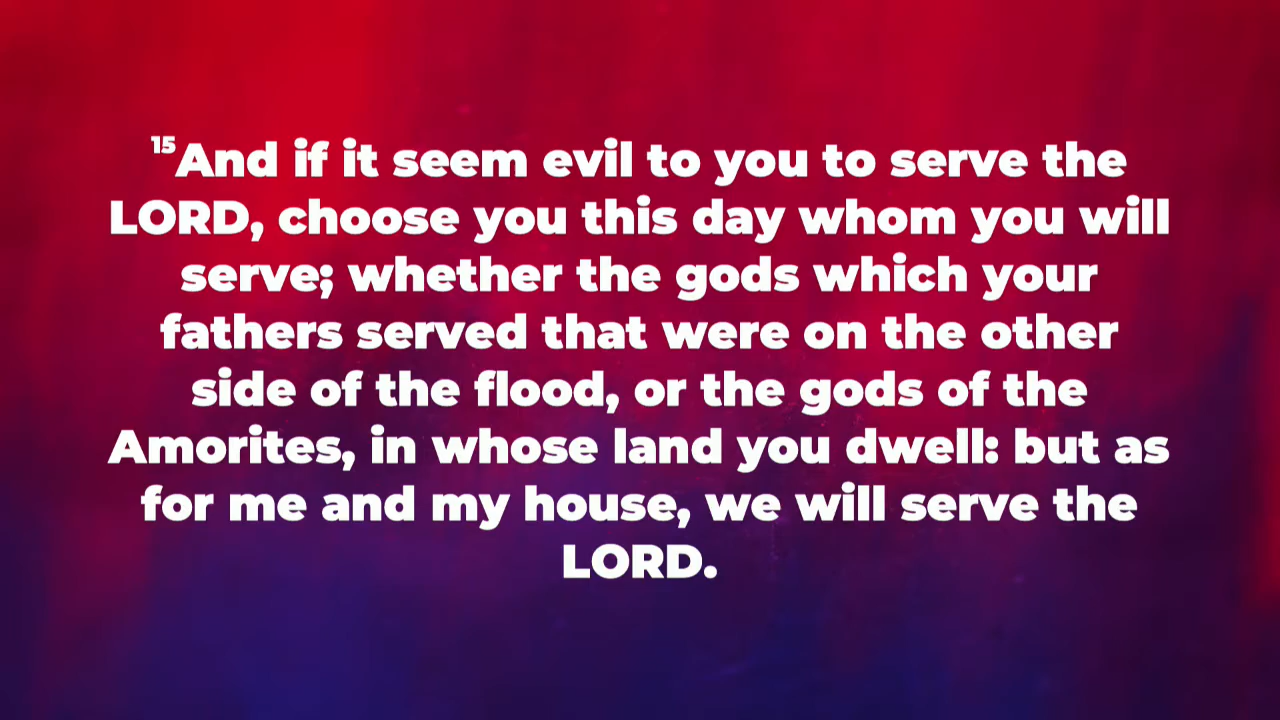 15And if it seem evil to you to serve the
LORD, choose you this day whom you will
serve; whether the gods which your
fathers served that were on the other
side of the flood, or the gods of the
Amorites, in whose land you dwell: but as
for me and my house, we will serve the
LORD.